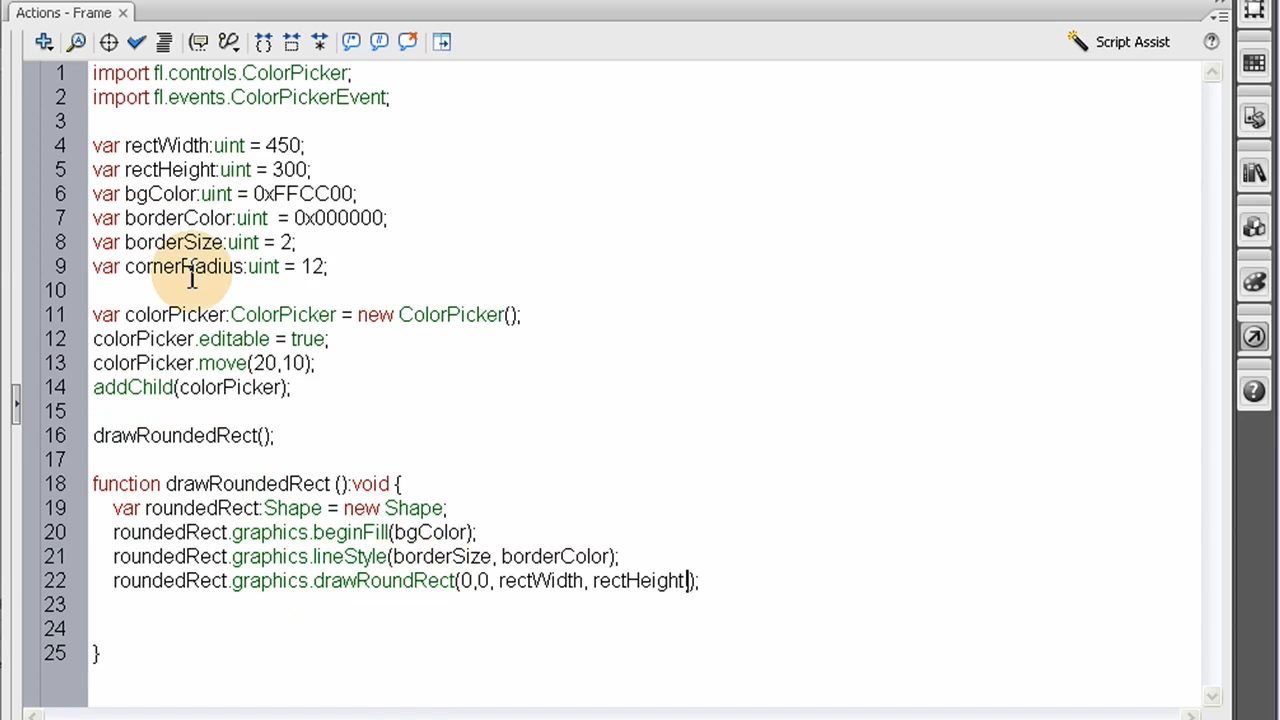 Actions - Frame
Script Assist
1 import fl.controls.ColorPicker;
2 import fl.events.ColorPickerEvent;
3
4 var rectWidth:uint = 450;
5 var rectHeight:uint = 300;
6 var bgColor:uint = 0xFFCC00;
7 var borderColor:uint  = 0x000000;
8 var borderSize:uint = 2;
9 var cornerRadius:uint = 12;
10
11 var colorPicker:ColorPicker = new ColorPicker();
12 colorPicker.editable = true;
13 colorPicker.move(20,10);
14 addChild(colorPicker);
15
16 drawRoundedRect();
17
18 function drawRoundedRect ():void {
19 var roundedRect:Shape = new Shape;
20 roundedRect.graphics.beginFill(bgColor);
21 roundedRect.graphics.lineStyle(borderSize, borderColor);
22 roundedRect.graphics.drawRoundRect(0,0, rectWidth, rectHeight);
23
24
25 }